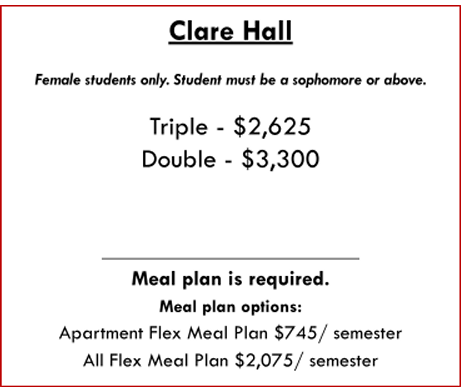 Clare Hall
Female students only. Student must be a sophomore or above.
Triple - $2,625
Double - $3,300
Meal plan is required.
Meal plan options:
Apartment Flex Meal Plan $745/ semester
All Flex Meal Plan $2,075/ semester